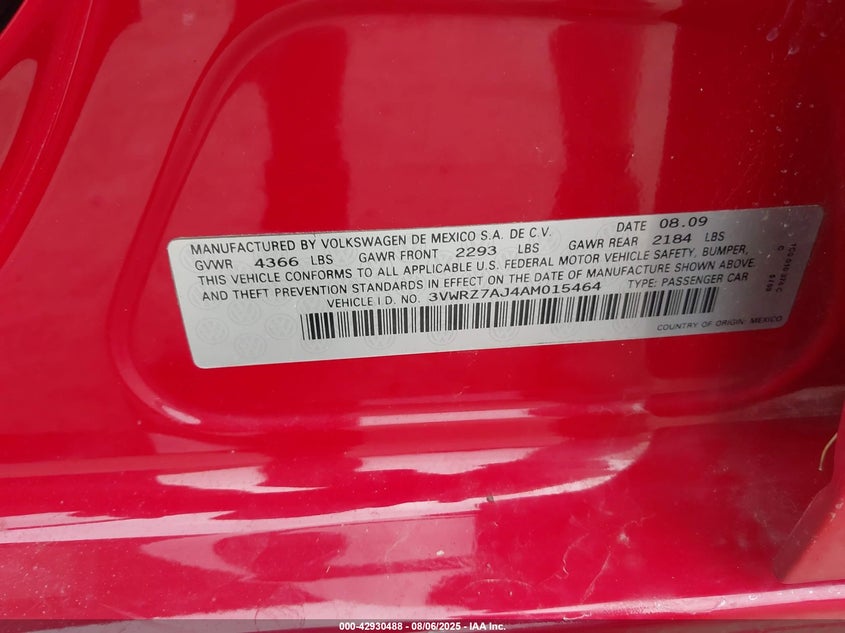 MANUFACTURED BY VOLKSWAGEN DE MEXICO S.A. DE C.V. DATE 08.09
GVWR 4366 LBS GAWR FRONT 2293 LBS GAWR REAR 2184 LBS
THIS VEHICLE CONFORMS TO ALL APPLICABLE U.S. FEDERAL MOTOR VEHICLE SAFETY, BUMPER,
AND THEFT PREVENTION STANDARDS IN EFFECT ON THE DATE OF MANUFACTURE SHOWN ABOVE.
VEHICLE I.D. NO. 3VWRZ7AJ4AM015464 TYPE: PASSENGER CAR
COUNTRY OF ORIGIN: MEXICO
000-42930488 - 08/06/2025 - IAA Inc.